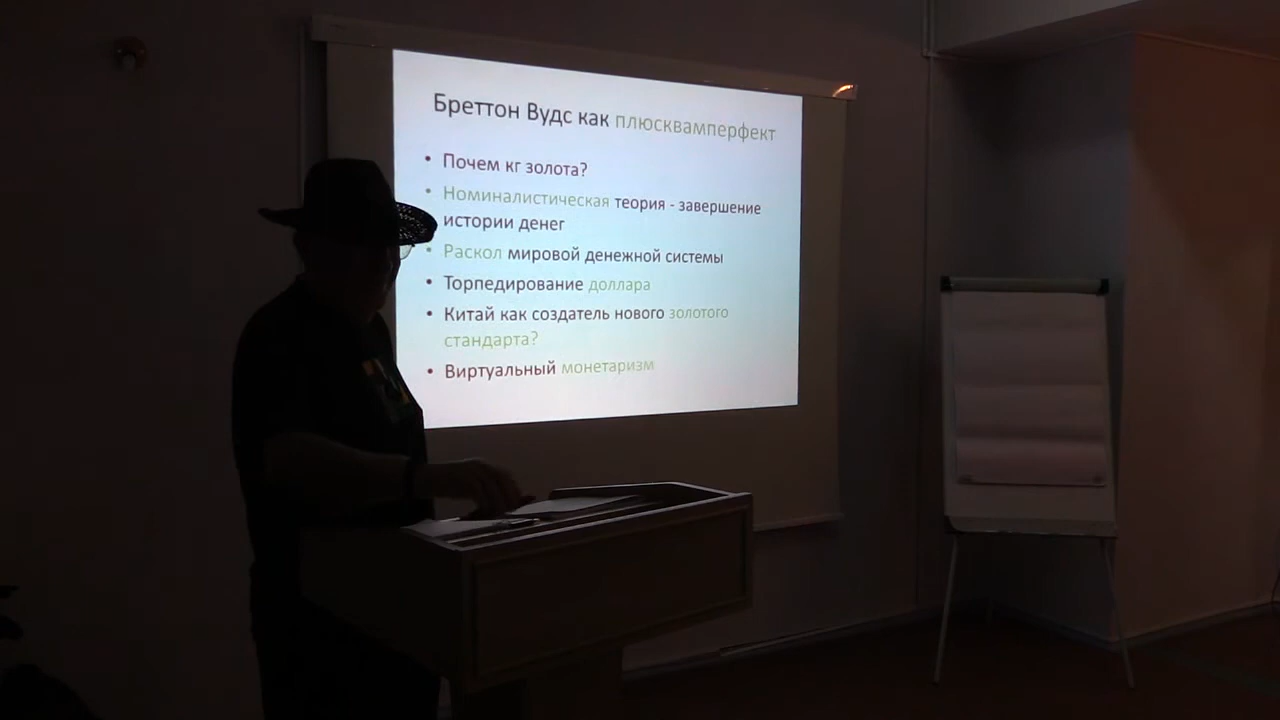 Бреттон Вудс как плюсквамперфект
• Почем кг золота?
• Номиналистическая теория - завершение
истории денег
• Раскол мировой денежной системы
• Торпедирование доллара
• Китай как создатель нового золотого
стандарта?
• Виртуальный монетаризм